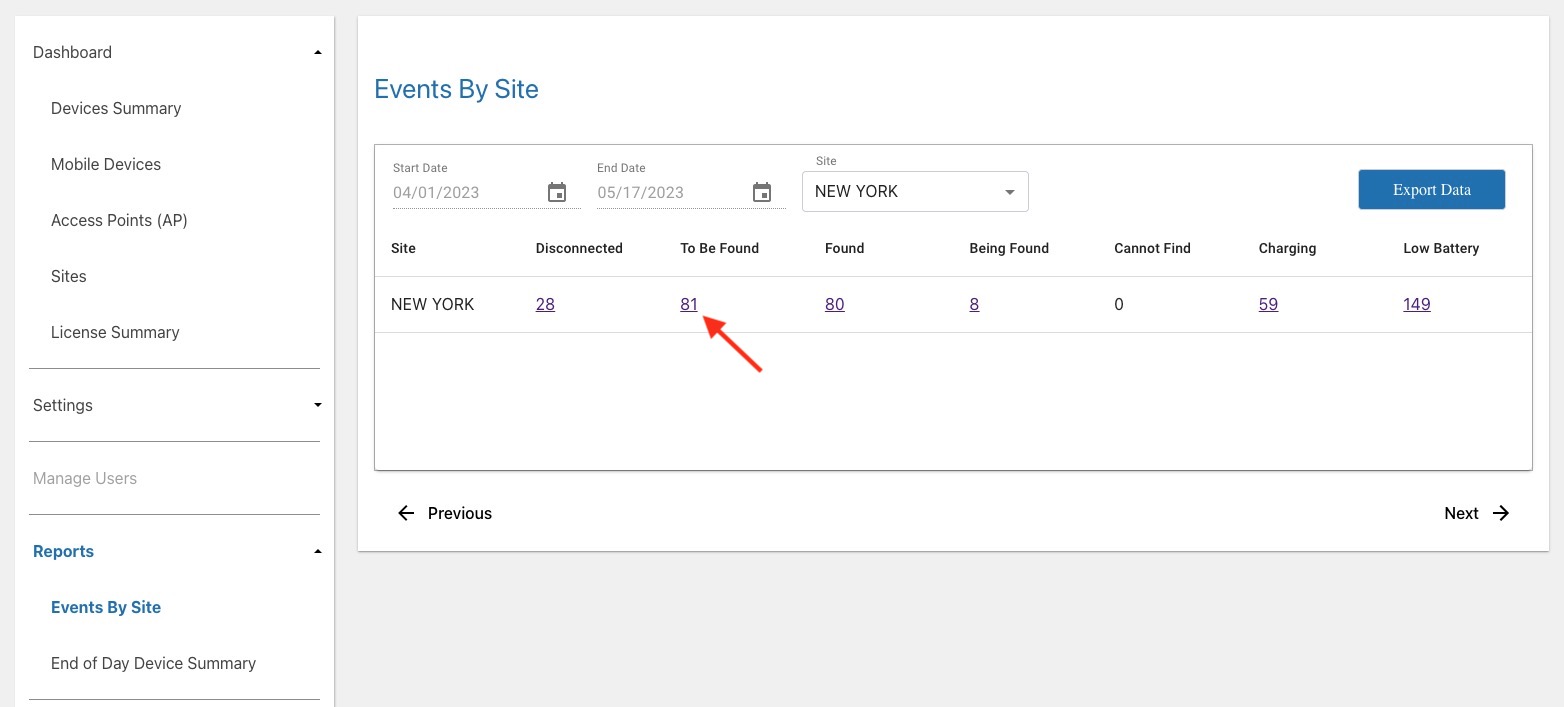 Dashboard
Devices Summary
Mobile Devices
Access Points (AP)
Sites
License Summary
Settings
Manage Users
Reports
Events By Site
End of Day Device Summary
Events By Site
Start Date End Date Site
04/01/2023 05/17/2023 NEW YORK Export Data
Site Disconnected To Be Found Found Being Found Cannot Find Charging Low Battery
NEW YORK 28 81 80 8 0 59 149
Previous Next